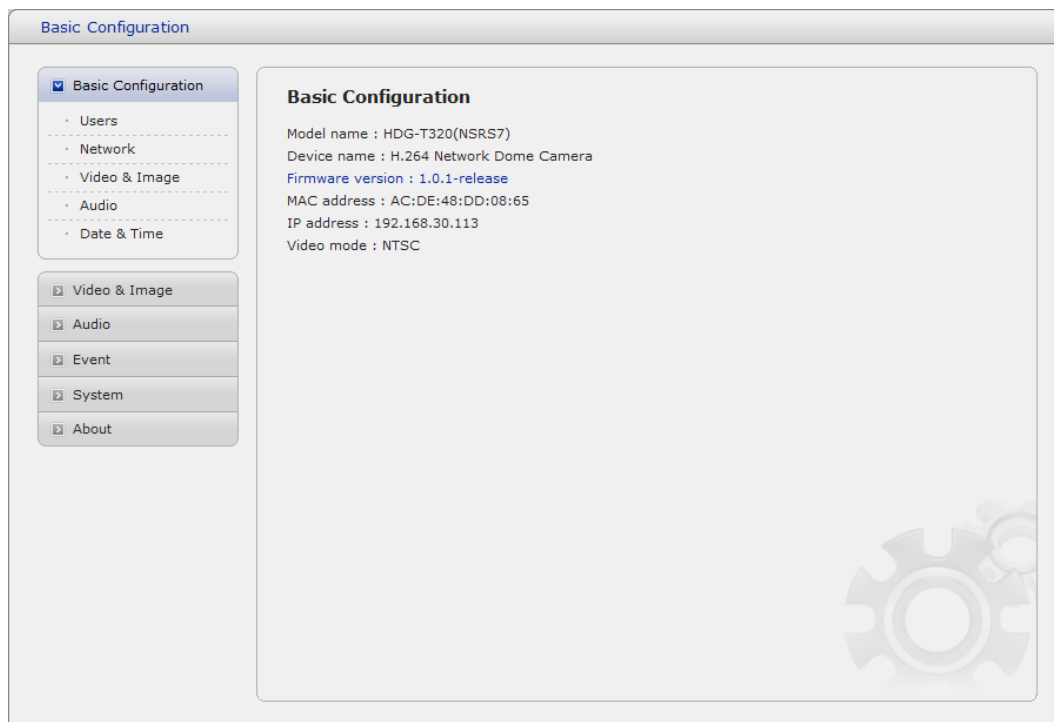 Basic Configuration
Basic Configuration
Users
Network
Video & Image
Audio
Date & Time
Video & Image
Audio
Event
System
About
Basic Configuration
Model name : HDG-T320(NSRS7)
Device name : H.264 Network Dome Camera
Firmware version : 1.0.1-release
MAC address : AC:DE:48:DD:08:65
IP address : 192.168.30.113
Video mode : NTSC